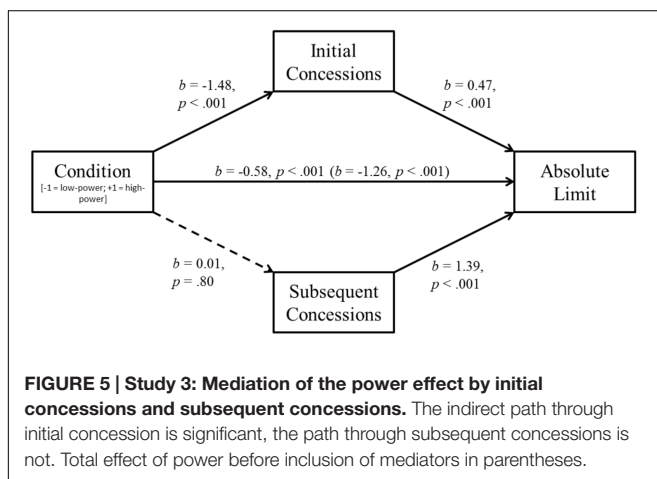 Initial
Concessions
b = -1.48,
p < .001
b = 0.47,
p < .001
Condition
[-1 = low-power; +1 = high-
power]
b = -0.58, p < .001 (b = -1.26, p < .001)
Absolute
Limit
b = 0.01,
p = .80
Subsequent
Concessions
b = 1.39,
p < .001
FIGURE 5 | Study 3: Mediation of the power effect by initial
concessions and subsequent concessions. The indirect path through
initial concession is significant, the path through subsequent concessions is
not. Total effect of power before inclusion of mediators in parentheses.